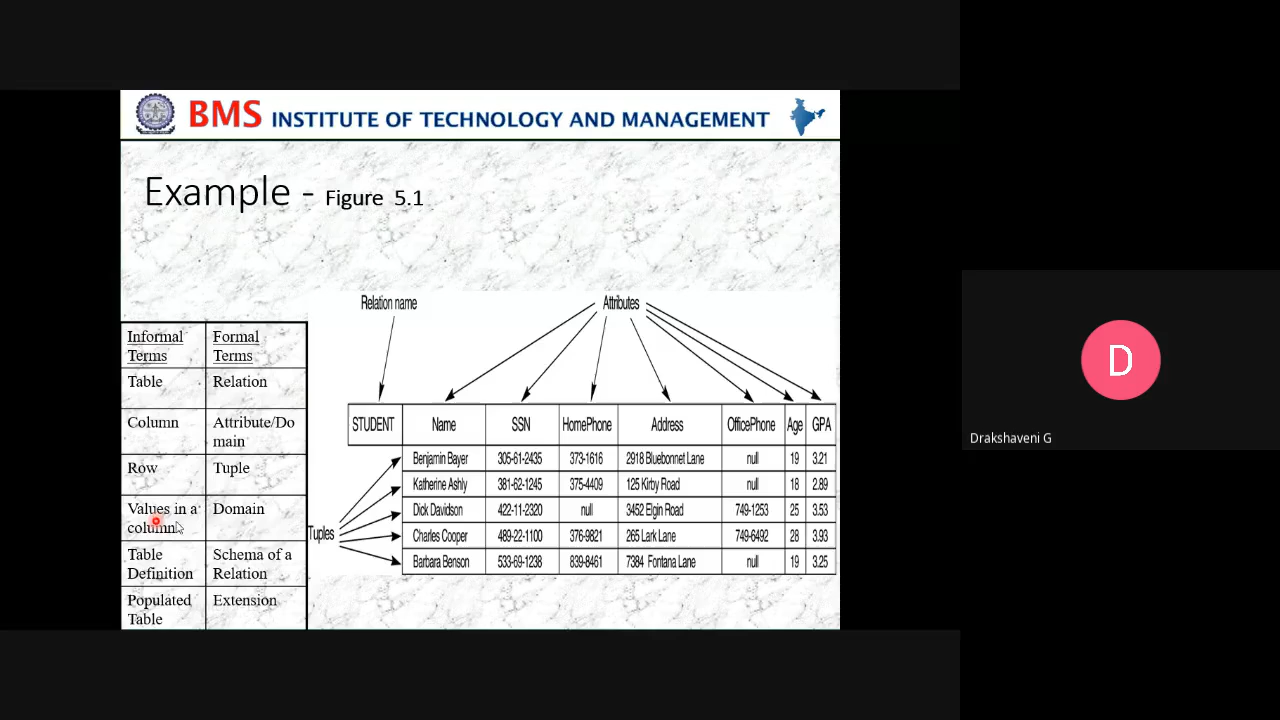 BMS INSTITUTE OF TECHNOLOGY AND MANAGEMENT
Example - Figure 5.1
Relation name
Attributes
Informal Formal
Terms Terms
Table Relation
Column Attribute/Do
main
Row Tuple
Values in a Domain
column.
Table Schema of a
Definition Relation
Populated Extension
Table
STUDENT Name SSN HomePhone Address OfficePhone Age GPA
Benjamin Bayer 305-61-2435 373-1616 2918 Bluebonnet Lane null 19 3.21
Katherine Ashly 381-62-1245 375-4409 125 Kirby Road null 18 2.89
Dick Davidson 422-11-2320 null 3452 Elgin Road 749-1253 25 3.53
Tuples
Charles Cooper 489-22-1100 376-9821 265 Lark Lane 749-6492 28 3.93
Barbara Benson 533-69-1238 839-8461 7384 Fontana Lane null 19 3.25
D
Drakshaveni G